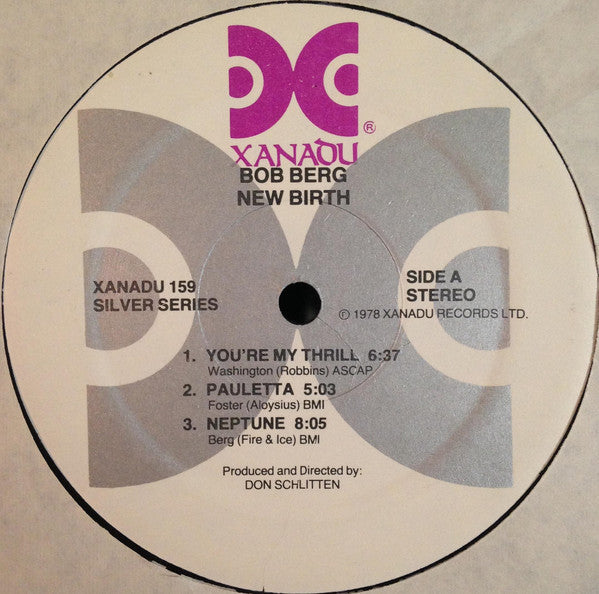 ®
XANADU
BOB BERG
NEW BIRTH
XANADU 159
SILVER SERIES
SIDE A
STEREO
℗ 1978 XANADU RECORDS LTD.
1. YOU'RE MY THRILL 6:37
Washington (Robbins) ASCAP
2. PAULETTA 5:03
Foster (Aloysius) BMI
3. NEPTUNE 8:05
Berg (Fire & Ice) BMI
Produced and Directed by:
DON SCHLITTEN